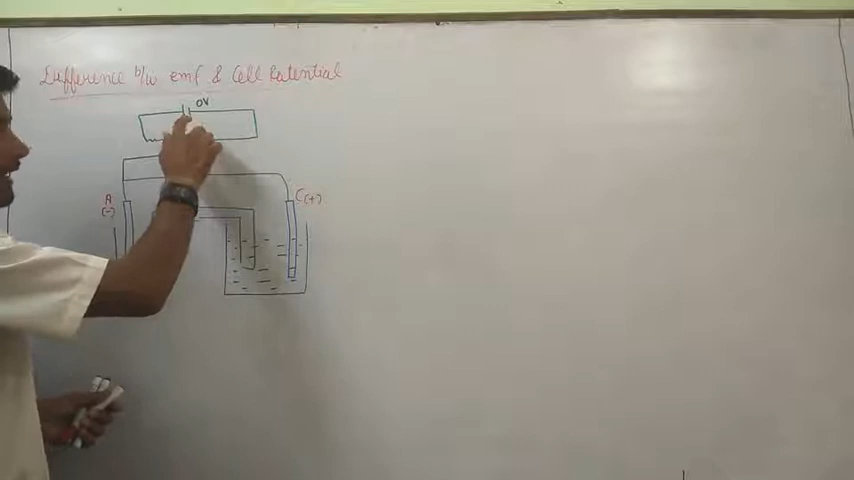 Difference b/w emf & Cell Potential
0V
A
(-)
C(+)